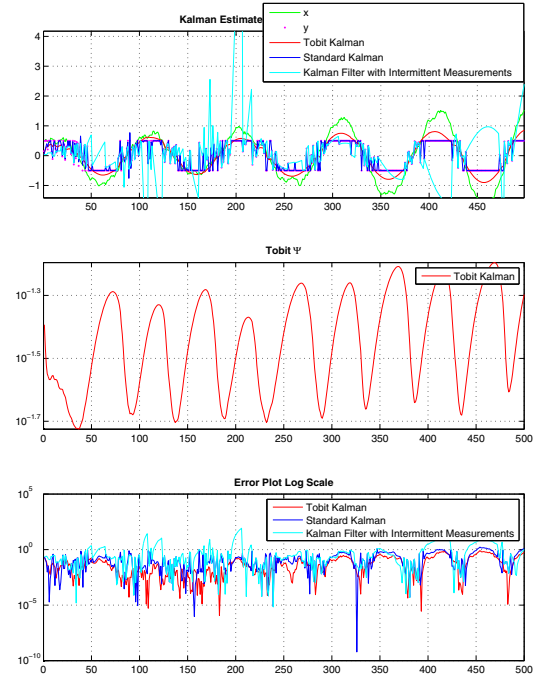 Kalman Estimate
x
y
Tobit Kalman
Standard Kalman
Kalman Filter with Intermittent Measurements
4
3
2
1
0
−1
50 100 150 200 250 300 350 400 450
Tobit Ψ
Tobit Kalman
10^−1.3
10^−1.5
10^−1.7
0 50 100 150 200 250 300 350 400 450 500
Error Plot Log Scale
Tobit Kalman
Standard Kalman
Kalman Filter with Intermittent Measurements
10^5
10^0
10^−5
10^−10
0 50 100 150 200 250 300 350 400 450 500